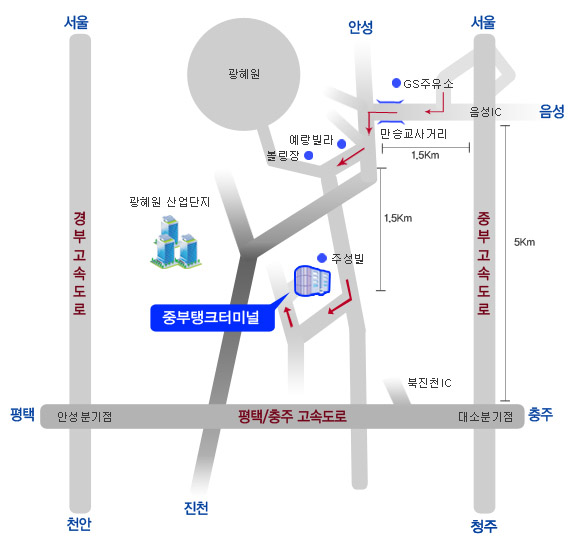 서울
안성
서울
광혜원
GS주유소
음성IC
음성
만승교사거리
예랑빌라
볼링장
1,5Km
광혜원 산업단지
경부고속도로
1,5Km
중부고속도로
5Km
주성빌
중부탱크터미널
북진천IC
평택
안성분기점
평택/충주 고속도로
대소분기점
충주
진천
천안
청주